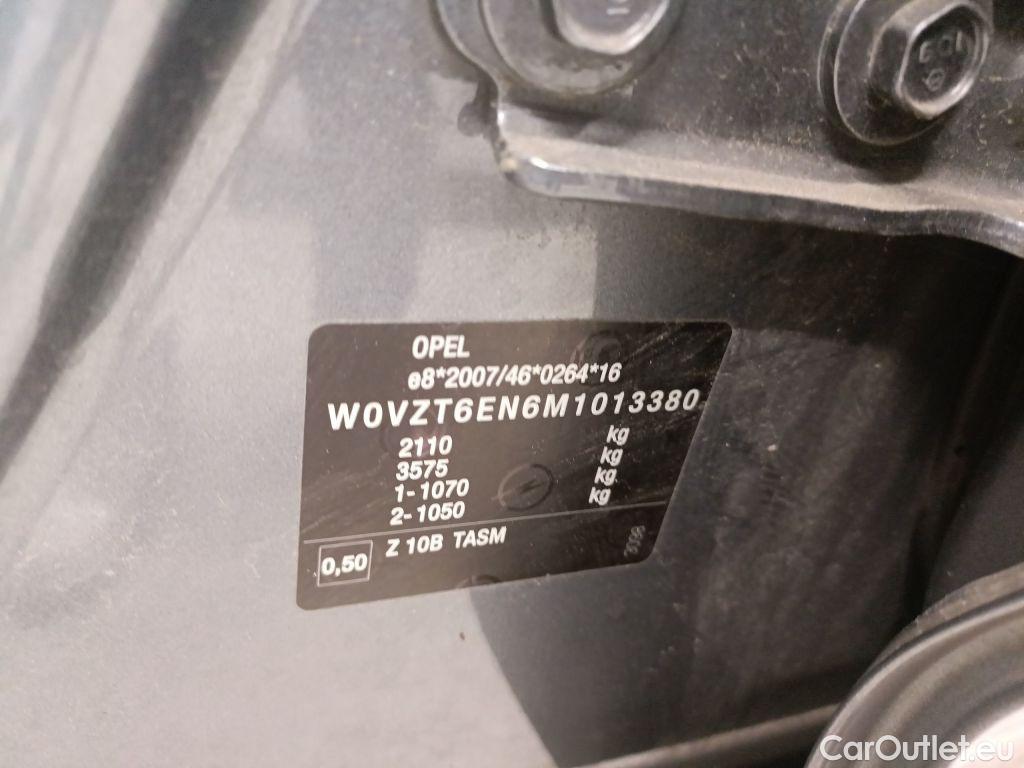 OPEL
e8*2007/46*0264*16
W0VZT6EN6M1013380
2110 kg
3575 kg
1-1070 kg
2-1050 kg
0,50 Z 10B TASM
3098
CarOutlet.eu